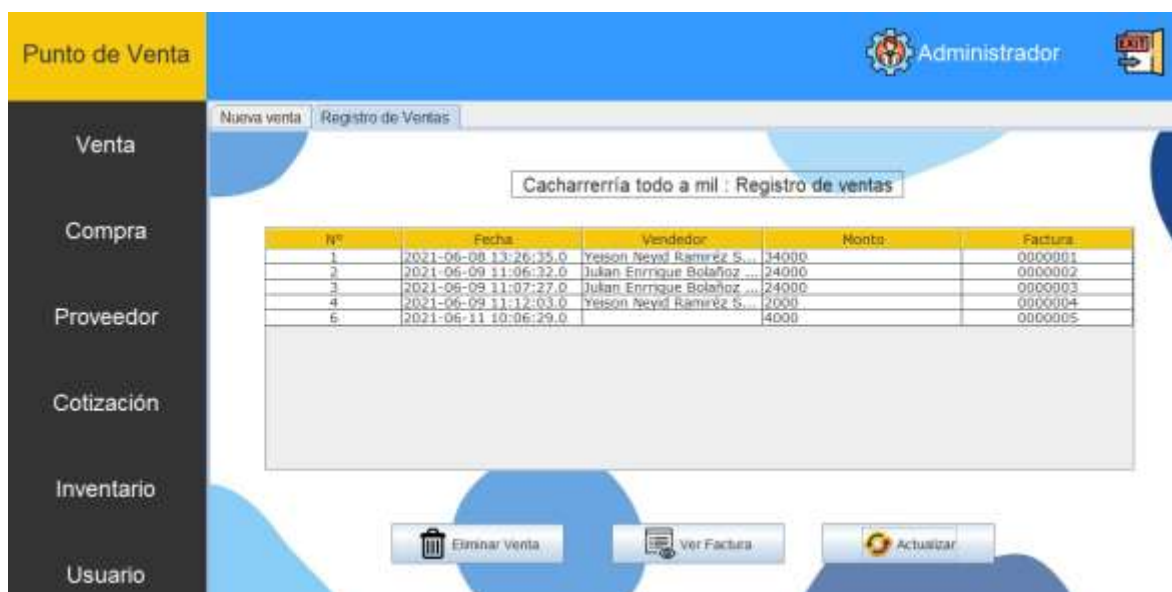 Punto de Venta
Administrador
EXIT
Nueva venta
Registro de Ventas
Venta
Cacharrerría todo a mil : Registro de ventas
Compra
Nº Fecha Vendedor Monto Factura
1 2021-06-08 13:26:35.0 Yeison Neyid Ramiréz S... 34000 0000001
2 2021-06-09 11:06:32.0 Julian Enrrique Bolañoz ... 24000 0000002
3 2021-06-09 11:07:27.0 Julian Enrrique Bolañoz ... 24000 0000003
4 2021-06-09 11:12:03.0 Yeison Neyid Ramiréz S... 2000 0000004
6 2021-06-11 10:06:29.0 4000 0000005
Proveedor
Cotización
Inventario
Eliminar Venta
Ver Factura
Actualizar
Usuario